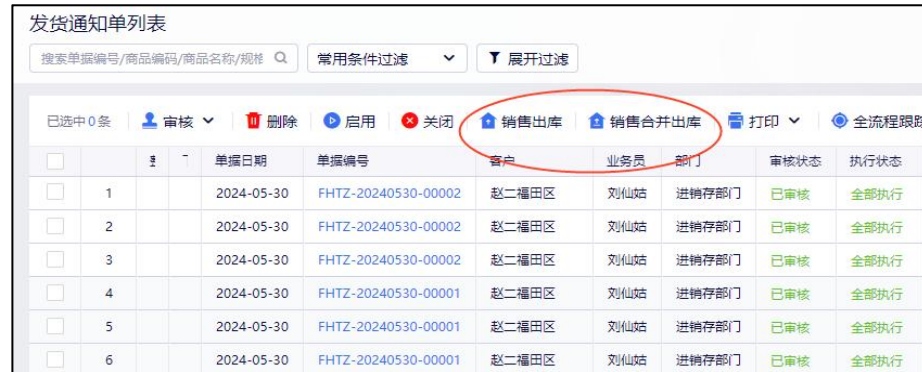 发货通知单列表
搜索单据编号/商品编码/商品名称/规格 常用条件过滤 展开过滤
已选中0条 审核 删除 启用 关闭 销售出库 销售合并出库 打印 全流程跟踪
单据日期 单据编号 客户 业务员 部门 审核状态 执行状态
1 2024-05-30 FHTZ-20240530-00002 赵二福田区 刘仙姑 进销存部门 已审核 全部执行
2 2024-05-30 FHTZ-20240530-00002 赵二福田区 刘仙姑 进销存部门 已审核 全部执行
3 2024-05-30 FHTZ-20240530-00002 赵二福田区 刘仙姑 进销存部门 已审核 全部执行
4 2024-05-30 FHTZ-20240530-00001 赵二福田区 刘仙姑 进销存部门 已审核 全部执行
5 2024-05-30 FHTZ-20240530-00001 赵二福田区 刘仙姑 进销存部门 已审核 全部执行
6 2024-05-30 FHTZ-20240530-00001 赵二福田区 刘仙姑 进销存部门 已审核 全部执行